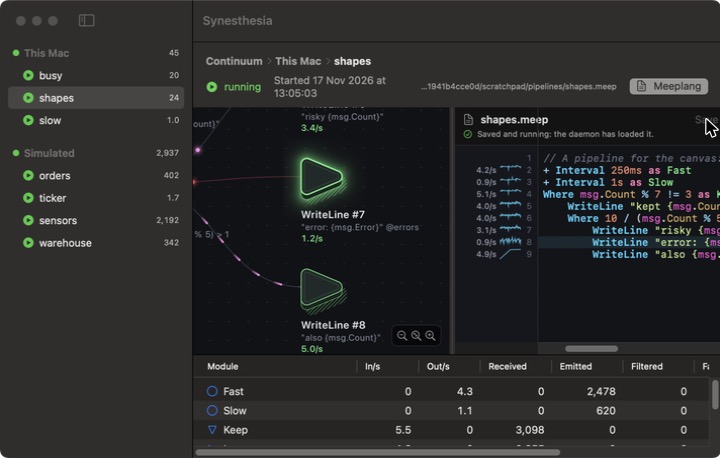 Synesthesia
This Mac 45
busy 20
shapes 24
slow 1.0
Simulated 2,937
orders 402
ticker 1.7
sensors 2,192
warehouse 342
Continuum › This Mac › shapes
running
Started 17 Nov 2026 at 13:05:03
...1941b4cce0d/scratchpad/pipelines/shapes.meep
Meeplang
ount}"
"risky {msg.Count}"
3.4/s
WriteLine #7
"error: {msg.Error}" @errors
1.2/s
% 5) > 1
WriteLine #8
"also {msg.Count}"
5.0/s
shapes.meep
Save
Saved and running: the daemon has loaded it.
1 // A pipeline for the canvas
4.2/s 2 + Interval 250ms as Fast
0.9/s 3 + Interval 1s as Slow
5.1/s 4 Where msg.Count % 7 != 3 as K
4.0/s 5 WriteLine "kept {msg.Coun
4.0/s 6 Where 10 / (msg.Count % 5
3.1/s 7 WriteLine "risky {msg
0.9/s 8 WriteLine "error: {ms
4.9/s 9 WriteLine "also {msg.
Module In/s Out/s Received Emitted Filtered Fa
Fast 0 4.3 0 2,478 0
Slow 0 1.1 0 620 0
Keep 5.5 0 3,098 0 0